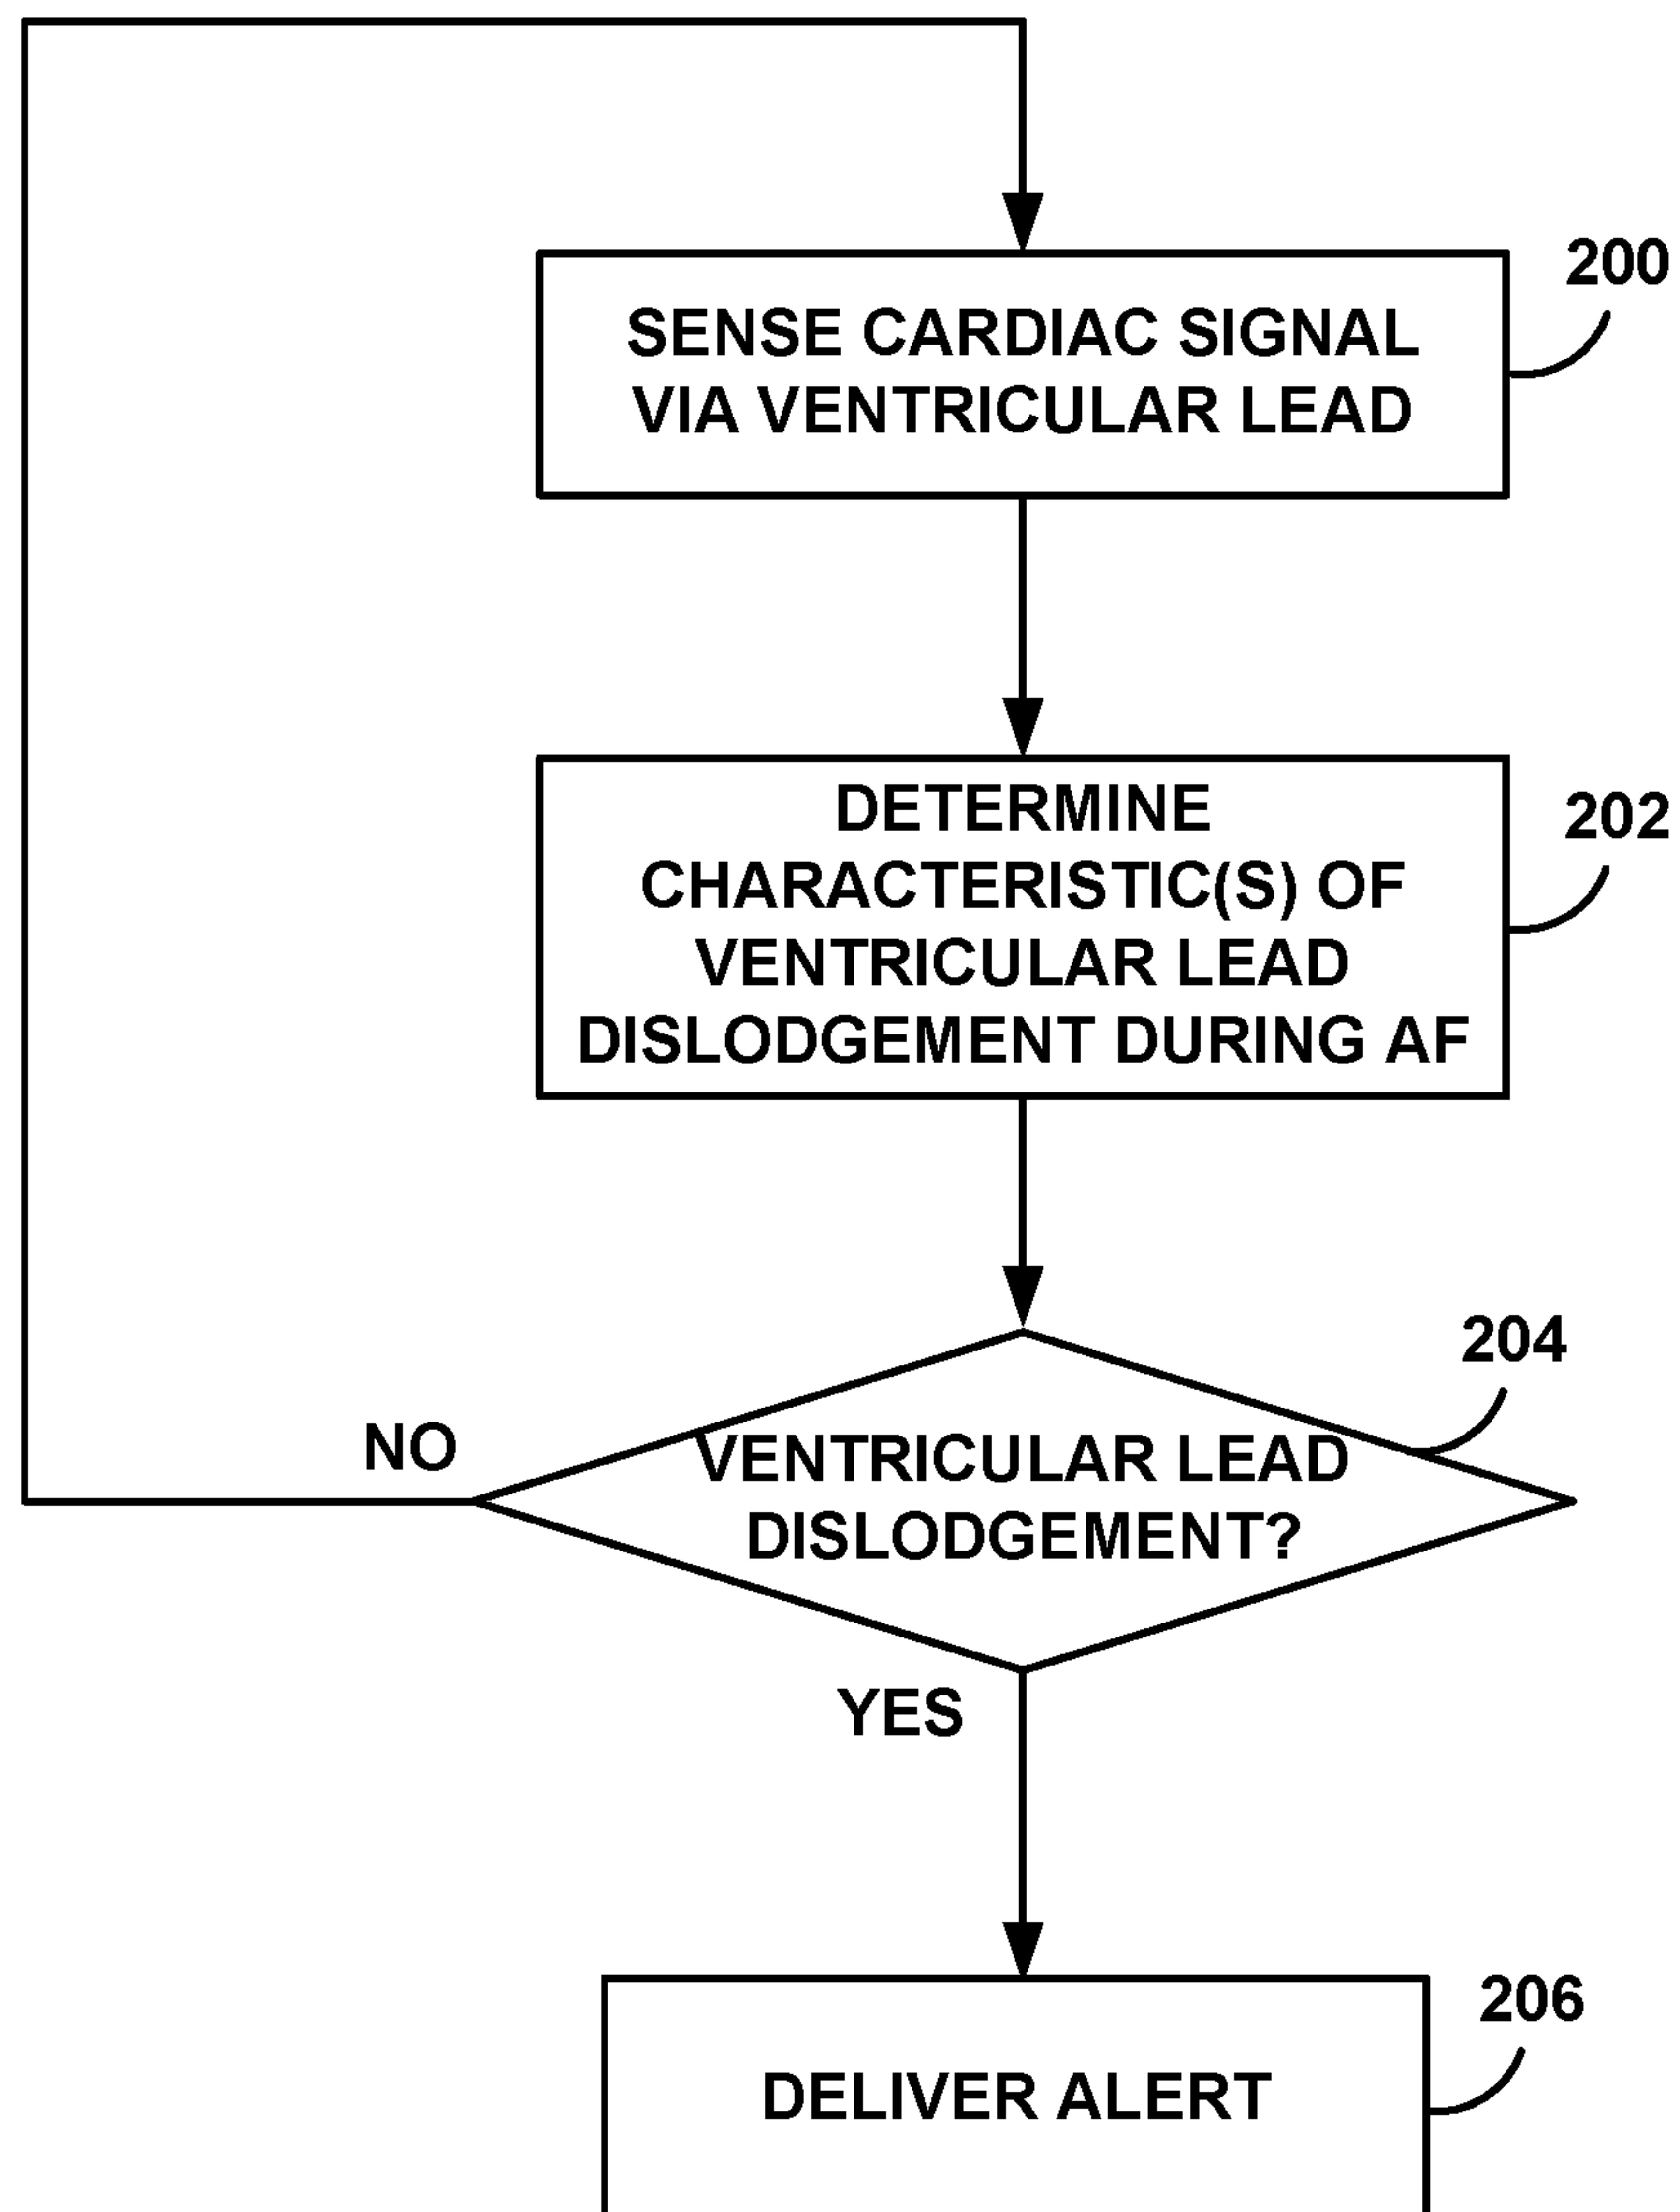 200
SENSE CARDIAC SIGNAL
VIA VENTRICULAR LEAD
202
DETERMINE
CHARACTERISTIC(S) OF
VENTRICULAR LEAD
DISLODGEMENT DURING AF
204
NO
VENTRICULAR LEAD
DISLODGEMENT?
YES
206
DELIVER ALERT